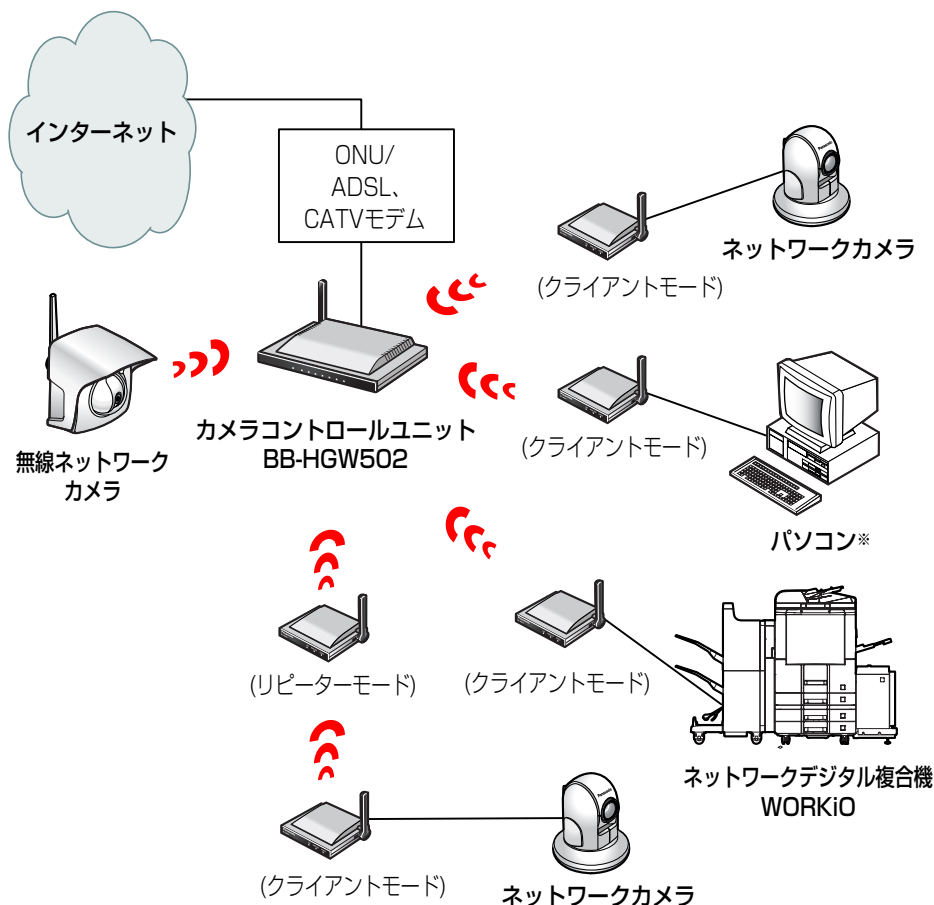 インターネット
ONU/
ADSL、
CATVモデム
Panasonic
ネットワークカメラ
(クライアントモード)
カメラコントロールユニット
BB-HGW502
無線ネットワーク
カメラ
(クライアントモード)
パソコン※
(リピーターモード)
(クライアントモード)
ネットワークデジタル複合機
WORKiO
Panasonic
(クライアントモード)
ネットワークカメラ